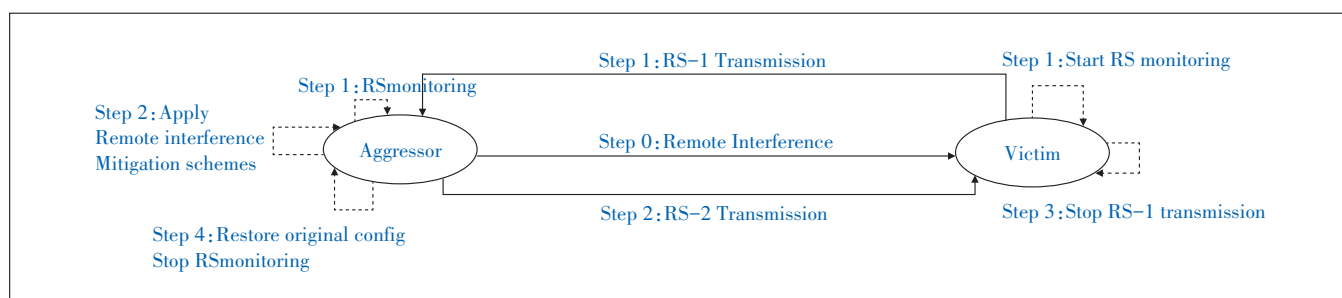 Step 1:RS-1 Transmission
Step 1:Start RS monitoring
Step 1:RSmonitoring
Step 2:Apply
Remote interference
Mitigation schemes
Aggressor
Step 0:Remote Interference
Victim
Step 2:RS-2 Transmission
Step 3:Stop RS-1 transmission
Step 4:Restore original config
Stop RSmonitoring